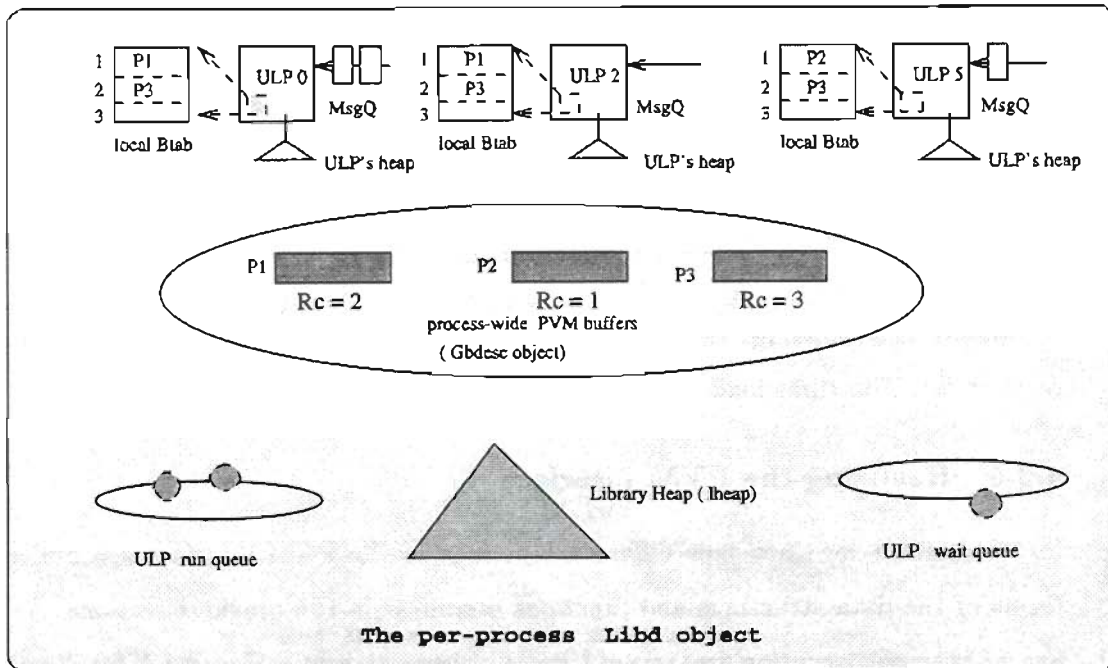 1 P1
2 P3
3
local Btab
ULP 0
MsgQ
ULP's heap
1 P1
2 P3
3
local Btab
ULP 2
MsgQ
ULP's heap
1 P2
2 P3
3
local Btab
ULP 5
MsgQ
ULP's heap
P1
Rc = 2
P2
Rc = 1
P3
Rc = 3
process-wide PVM buffers
( Gbdesc object)
ULP run queue
Library Heap ( lheap)
ULP wait queue
The per-process Libd object